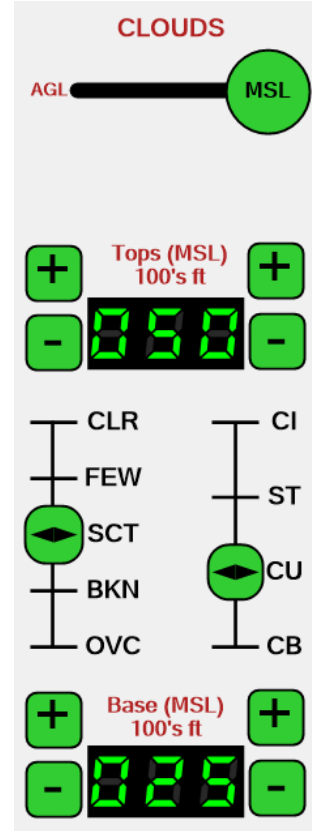 CLOUDS
AGL MSL
+ Tops (MSL) +
100's ft
- 050 -
CLR CI
FEW
ST
SCT
CU
BKN
OVC CB
+ Base (MSL) +
100's ft
- 025 -